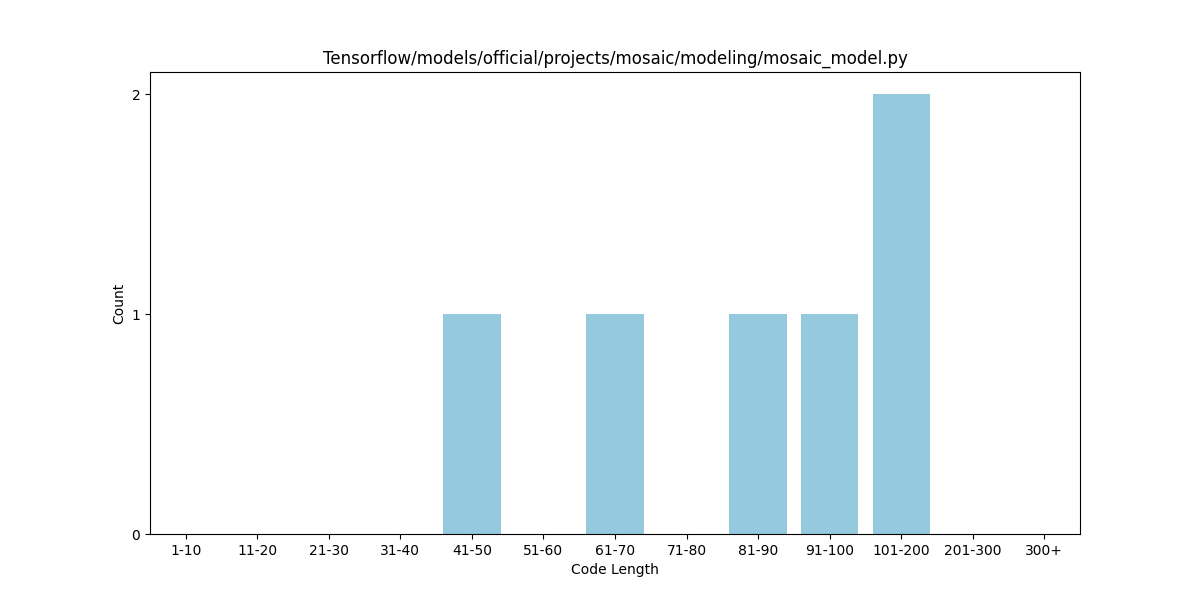 Tensorflow/models/official/projects/mosaic/modeling/mosaic_model.py
2
1
0
Count
1-10 11-20 21-30 31-40 41-50 51-60 61-70 71-80 81-90 91-100 101-200 201-300 300+
Code Length